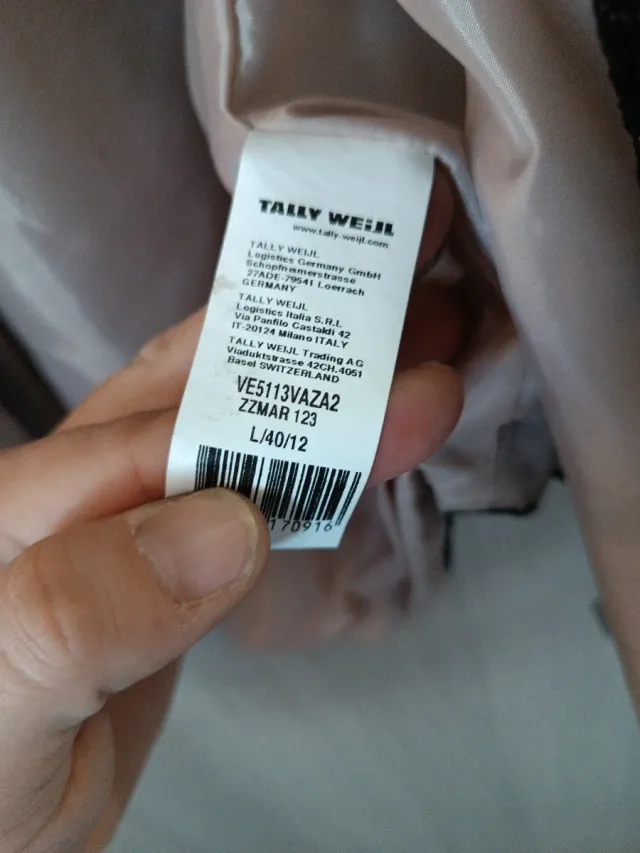 TALLY WEiJL
www.tally-weijl.com
TALLY WEIJL
Logistics Germany GmbH
Schopfheimerstrasse
27ADE-79541 Loerrach
GERMANY
TALLY WEIJL
Logistics Italia S.R.L
Via Panfilo Castaldi 42
IT-20124 Milano ITALY
TALLY WEIJL Trading AG
Viaduktstrasse 42CH.4051
Basel SWITZERLAND
VE5113VAZA2
ZZMAR 123
L/40/12
170916